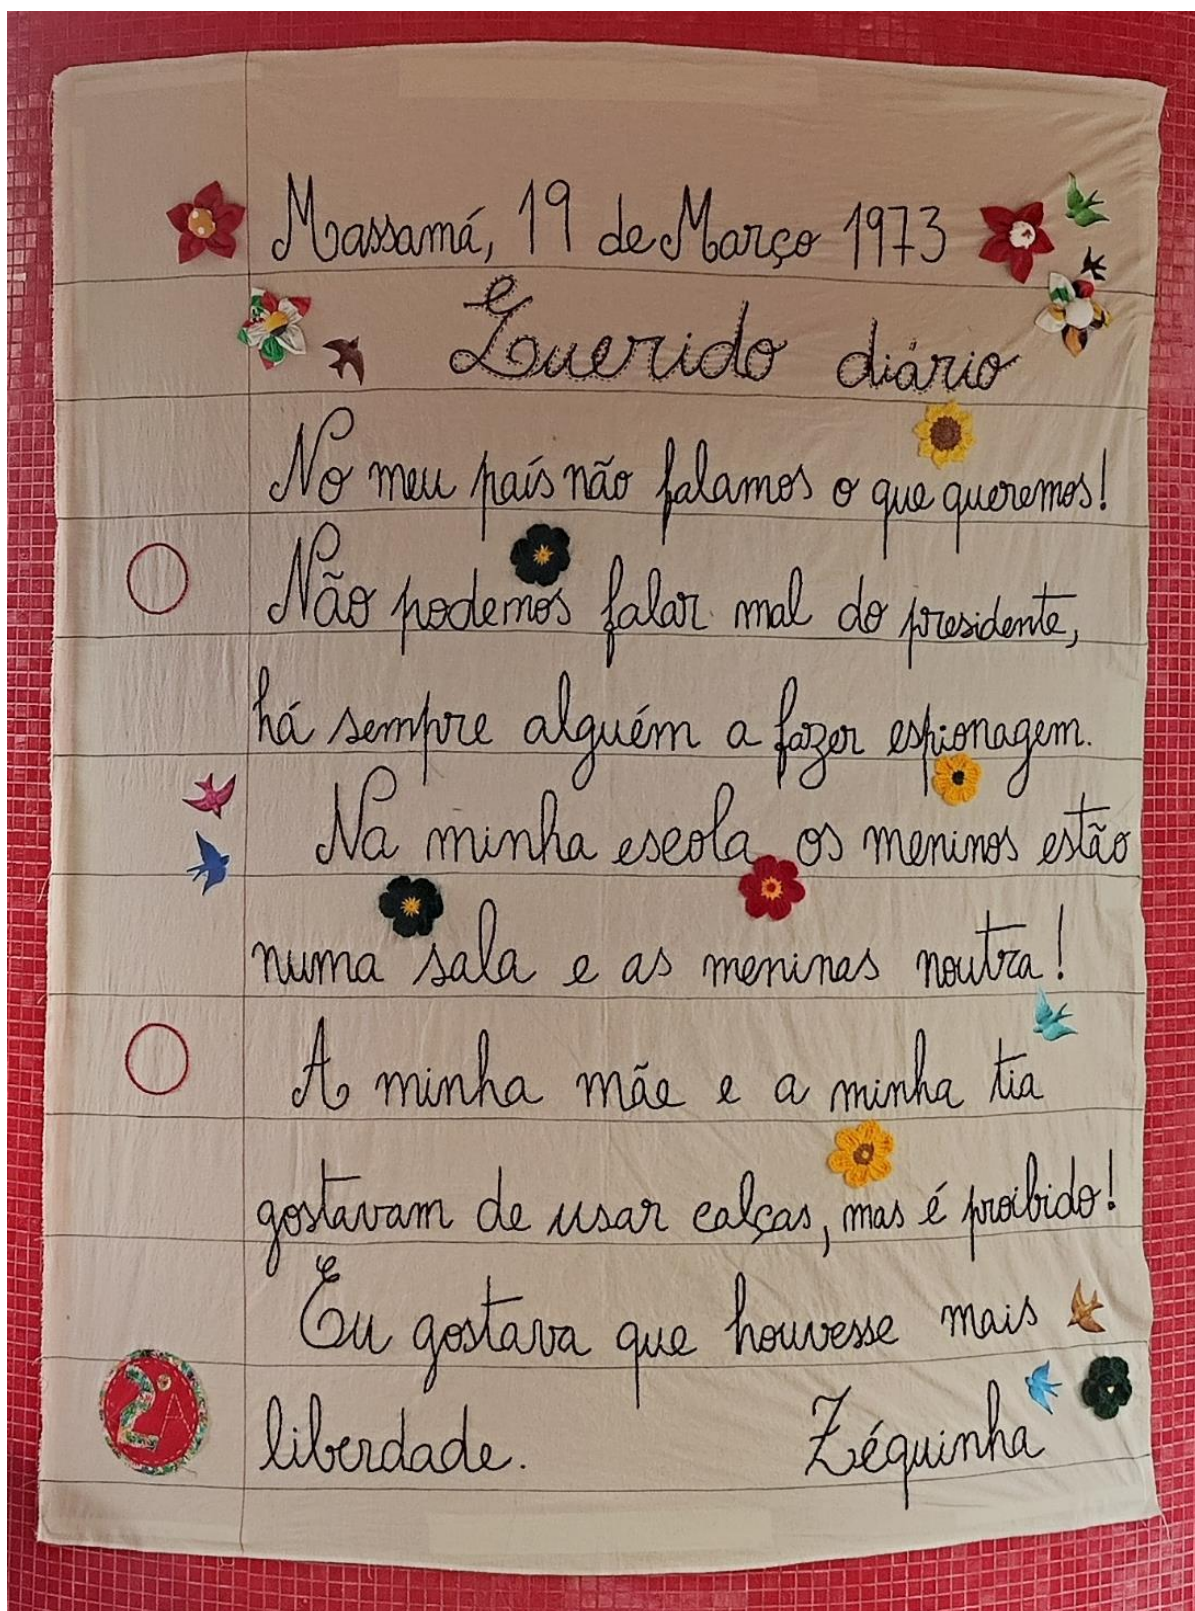 Massamá, 19 de Março 1973
Querido diário
No meu país não falamos o que queremos!
Não podemos falar mal do presidente,
há sempre alguém a fazer espionagem.
Na minha escola os meninos estão
numa sala e as meninas noutra!
A minha mãe e a minha tia
gostavam de usar calças, mas é proibido!
Eu gostava que houvesse mais
liberdade. Zéquinha
2º A